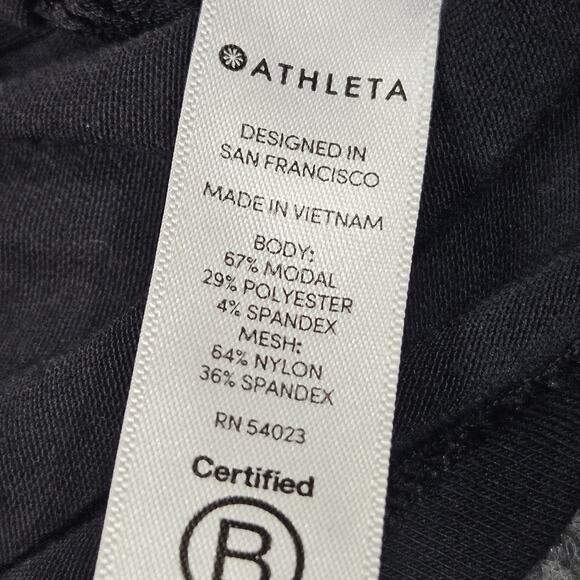 ATHLETA
DESIGNED IN
SAN FRANCISCO
MADE IN VIETNAM
BODY:
67% MODAL
29% POLYESTER
4% SPANDEX
MESH:
64% NYLON
36% SPANDEX
RN 54023
Certified
B